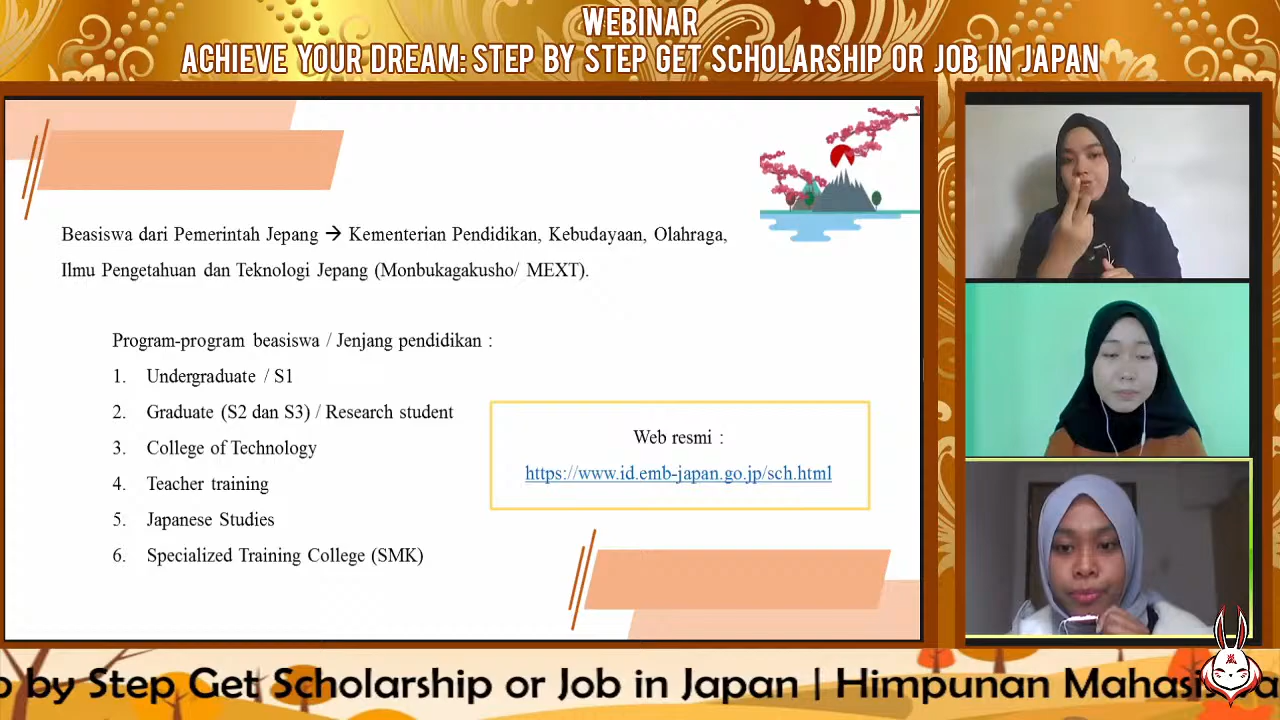 WEBINAR
ACHIEVE YOUR DREAM: STEP BY STEP GET SCHOLARSHIP OR JOB IN JAPAN
Beasiswa dari Pemerintah Jepang → Kementerian Pendidikan, Kebudayaan, Olahraga,
Ilmu Pengetahuan dan Teknologi Jepang (Monbukagakusho/ MEXT).
Program-program beasiswa / Jenjang pendidikan :
1. Undergraduate / S1
2. Graduate (S2 dan S3) / Research student
3. College of Technology
4. Teacher training
5. Japanese Studies
6. Specialized Training College (SMK)
Web resmi :
https://www.id.emb-japan.go.jp/sch.html
by Step Get Scholarship or Job in Japan | Himpunan